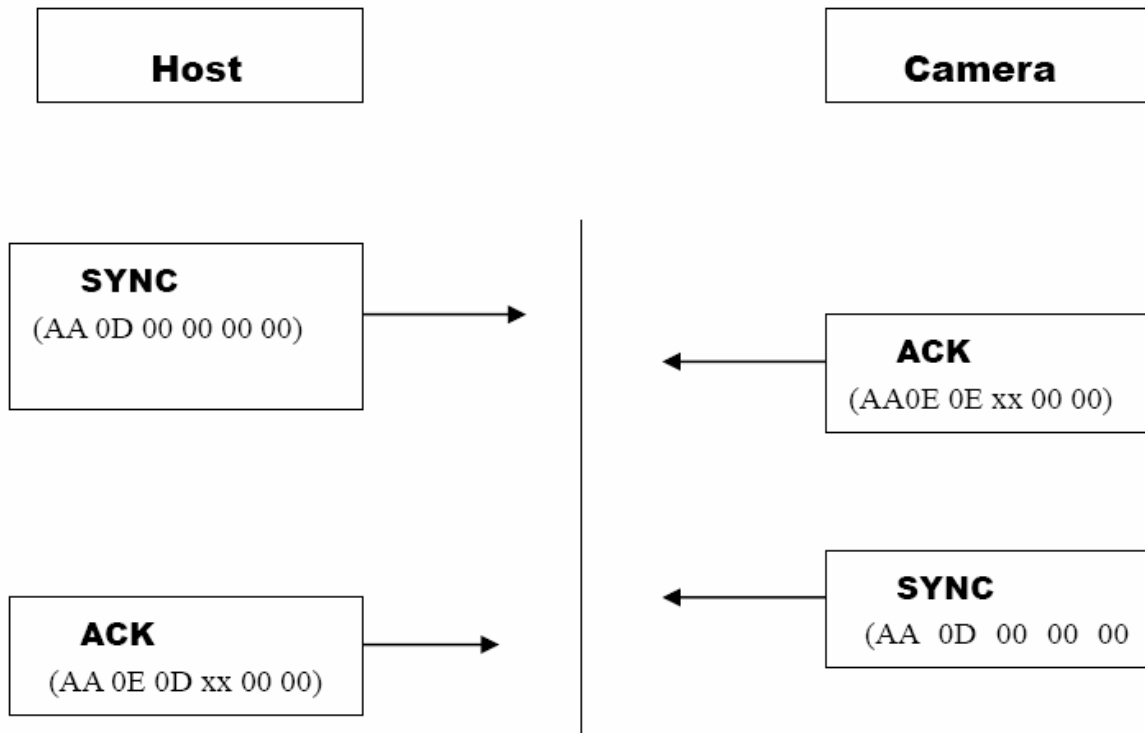 Host
Camera
SYNC
(AA 0D 00 00 00 00)
ACK
(AA0E 0E xx 00 00)
SYNC
(AA 0D 00 00 00
ACK
(AA 0E 0D xx 00 00)